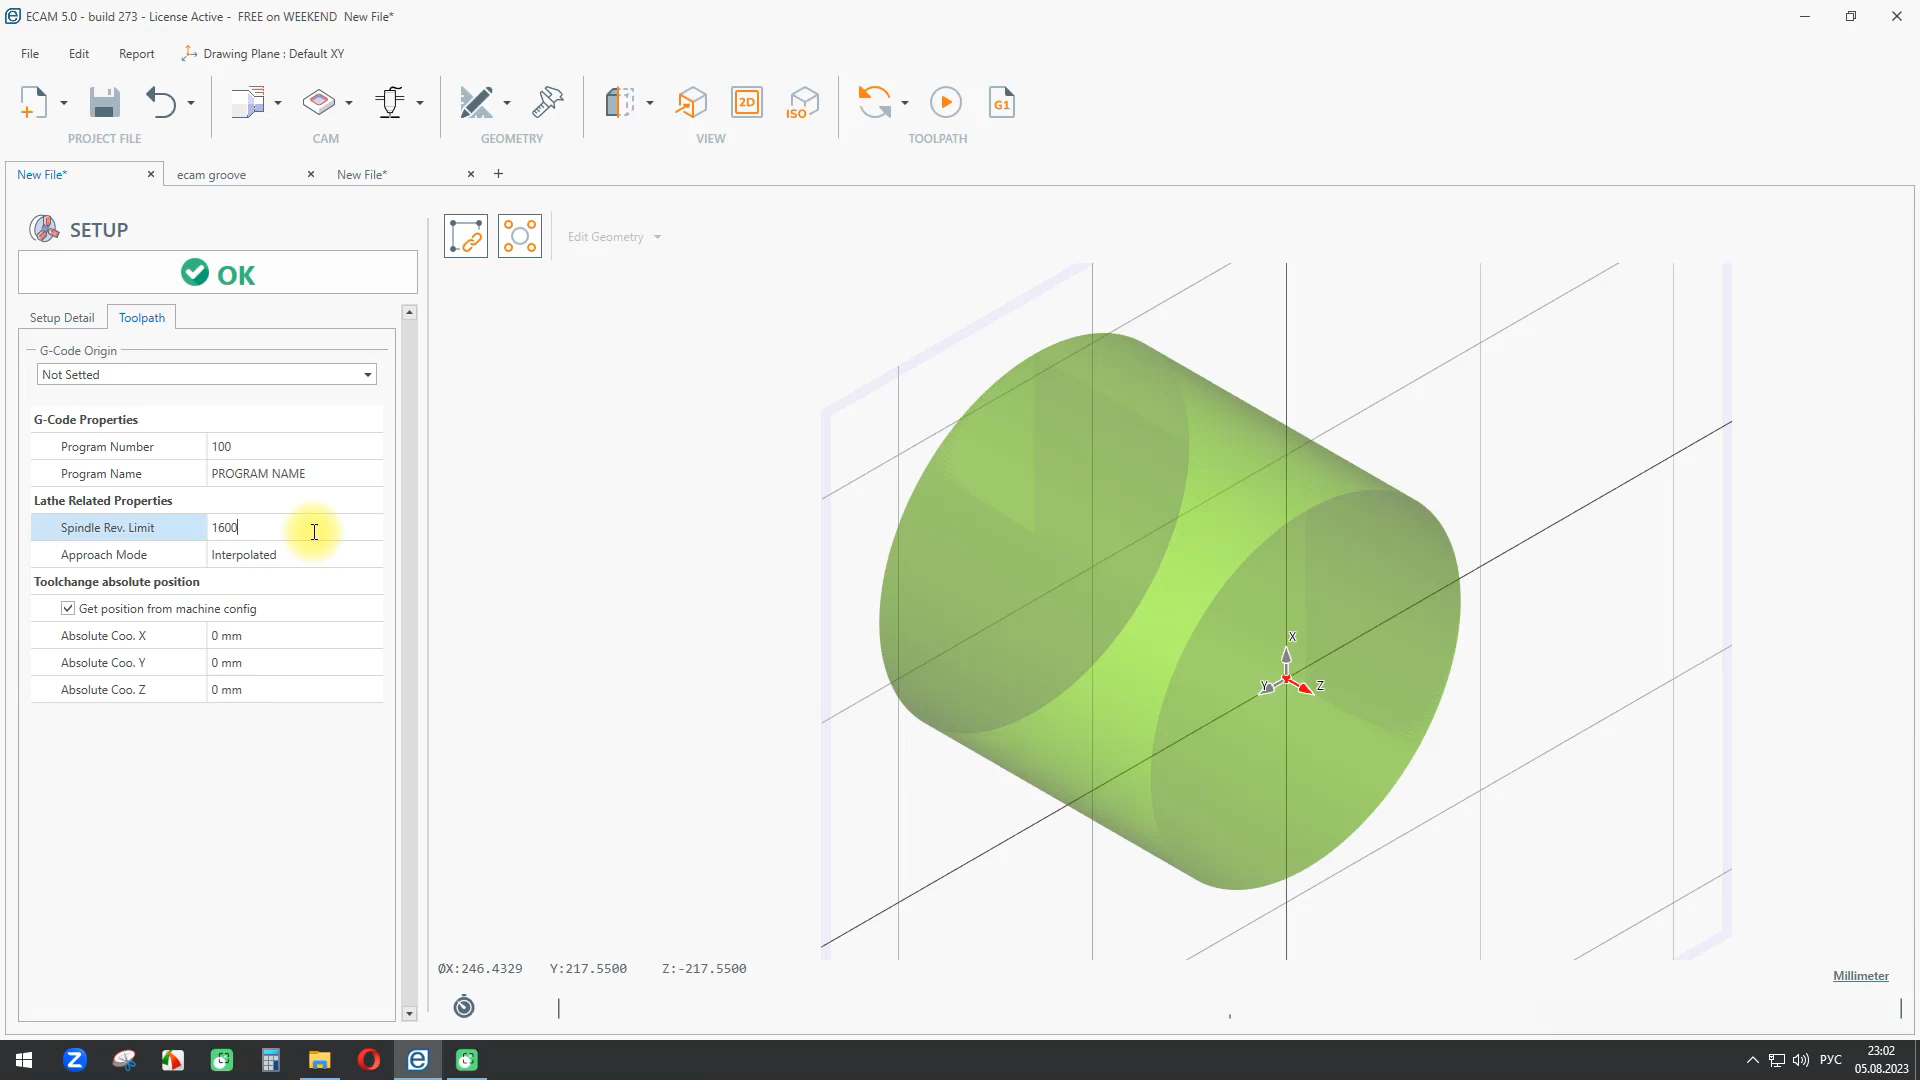 ECAM 5.0 - build 273 - License Active - FREE on WEEKEND New File*
File Edit Report Drawing Plane : Default XY
2D ISO G1
PROJECT FILE CAM GEOMETRY VIEW TOOLPATH
New File* ecam groove New File*
SETUP
Edit Geometry
OK
Setup Detail Toolpath
G-Code Origin
Not Setted
G-Code Properties
Program Number 100
Program Name PROGRAM NAME
Lathe Related Properties
Spindle Rev. Limit 1600
Approach Mode Interpolated
Toolchange absolute position
Get position from machine config
Absolute Coo. X 0 mm
Absolute Coo. Y 0 mm
Absolute Coo. Z 0 mm
X
Y Z
ØX:246.4329 Y:217.5500 Z:-217.5500
Millimeter
РУС
23:02
05.08.2023